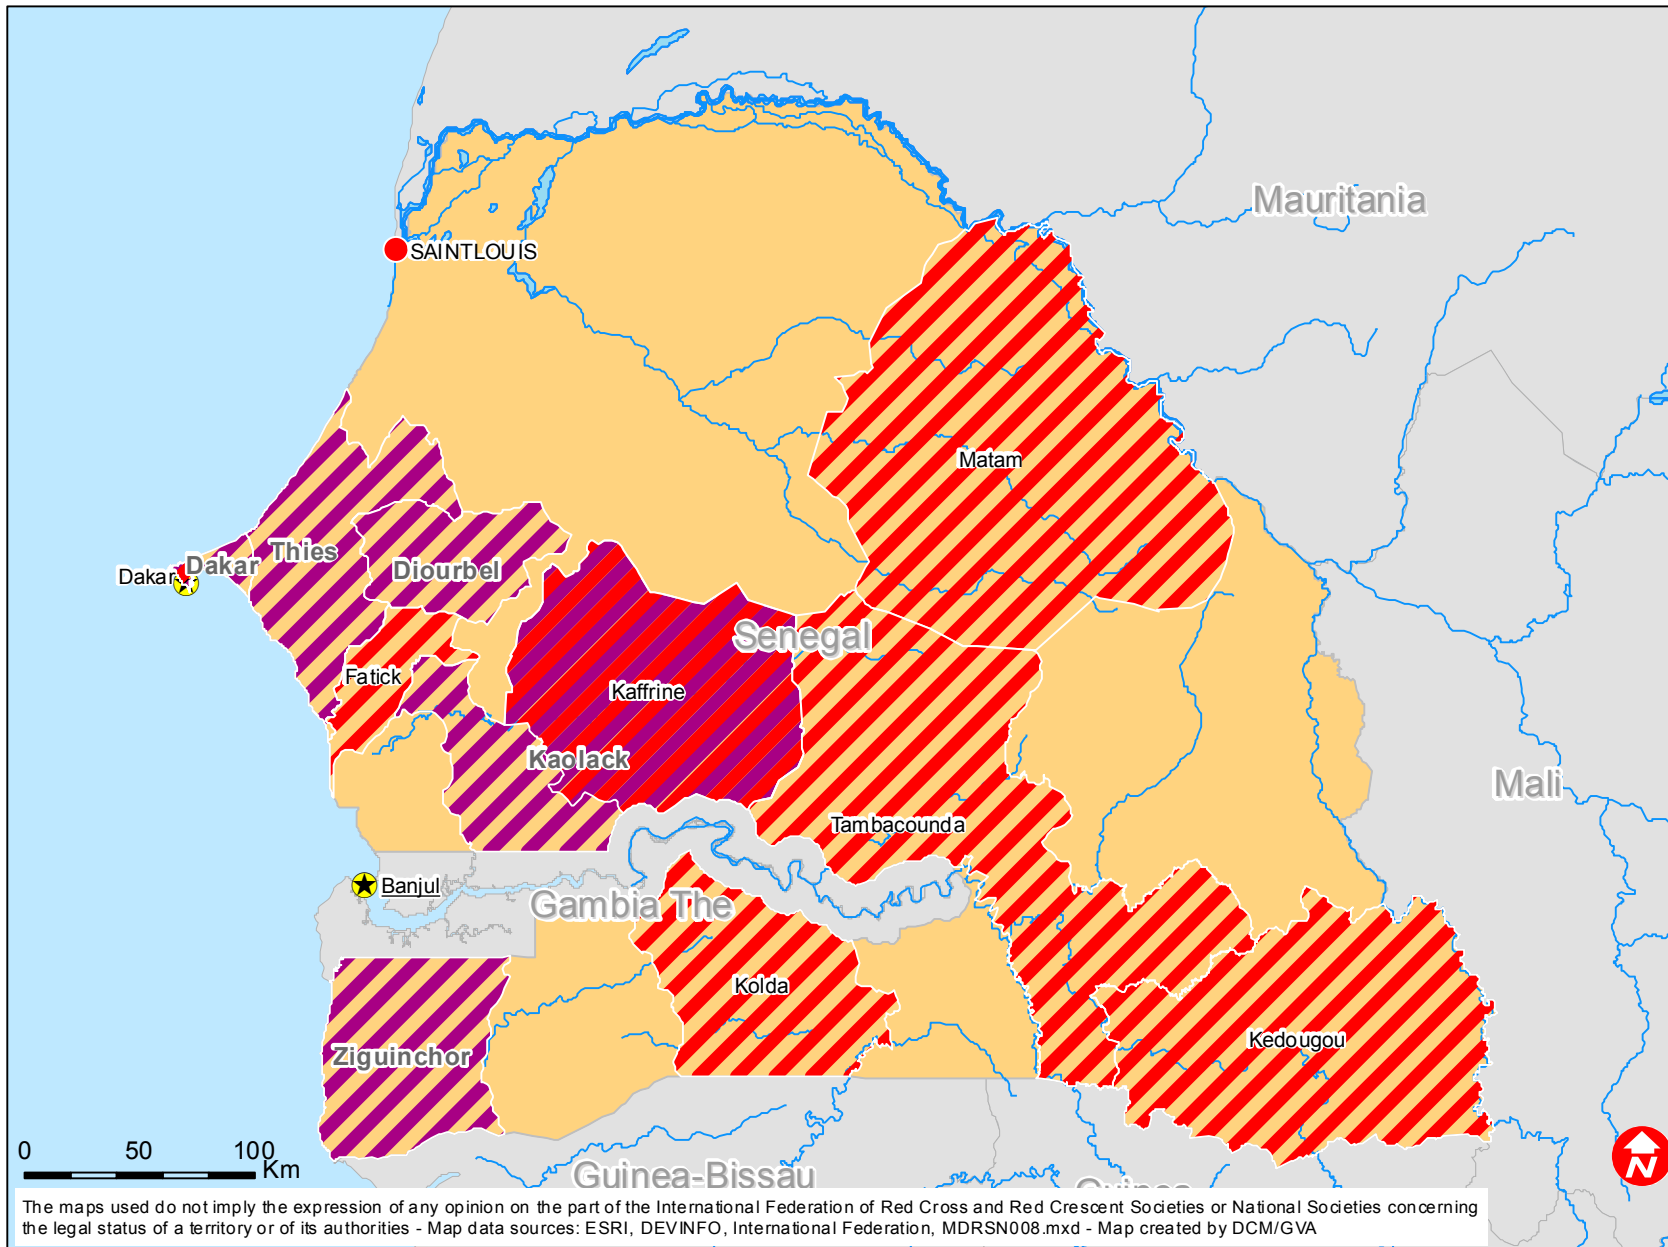 Mauritania
SAINTLOUIS
Matam
Thies
Dakar
Dakar
Diourbel
Senegal
Fatick
Kaffrine
Kaolack
Mali
Tambacounda
Banjul
Gambia The
Kolda
Kedougou
Ziguinchor
0 50 100
Km
N
Guinea-Bissau
Guinea
The maps used do not imply the expression of any opinion on the part of the International Federation of Red Cross and Red Crescent Societies or National Societies concerning
the legal status of a territory or of its authorities - Map data sources: ESRI, DEVINFO, International Federation, MDRSN008.mxd - Map created by DCM/GVA